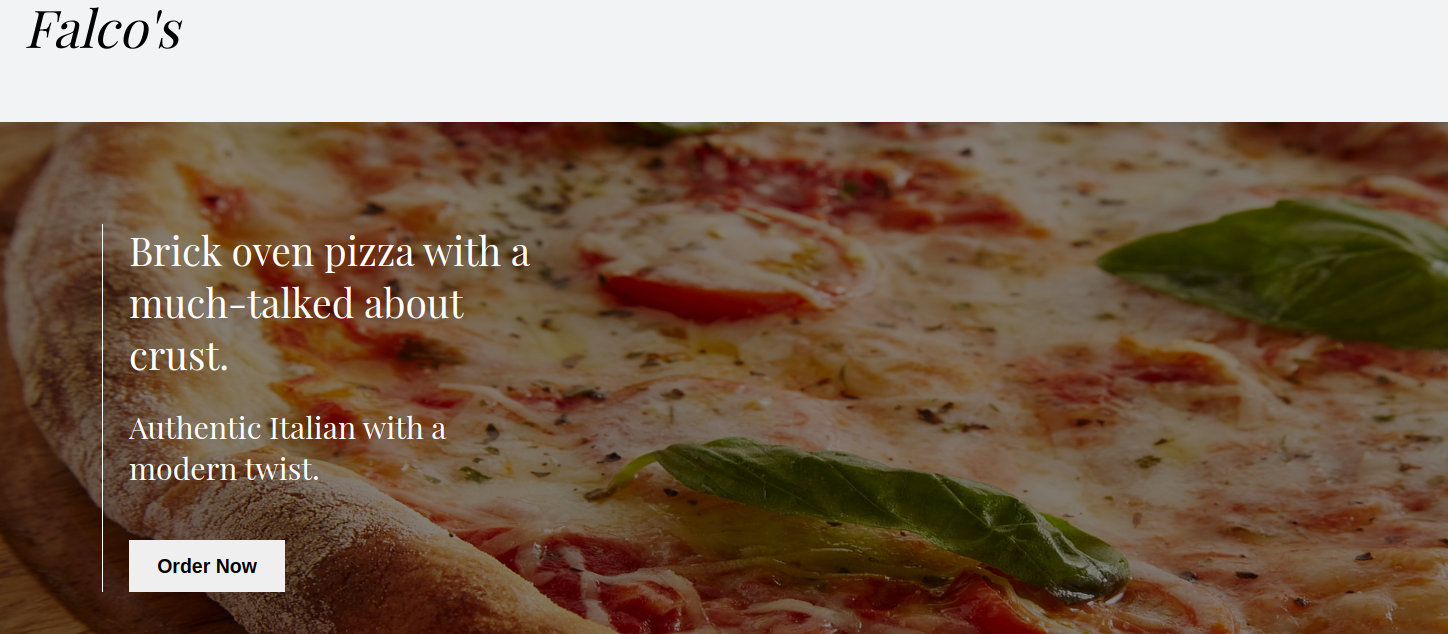 Falco's
Brick oven pizza with a
much-talked about
crust.
Authentic Italian with a
modern twist.
Order Now